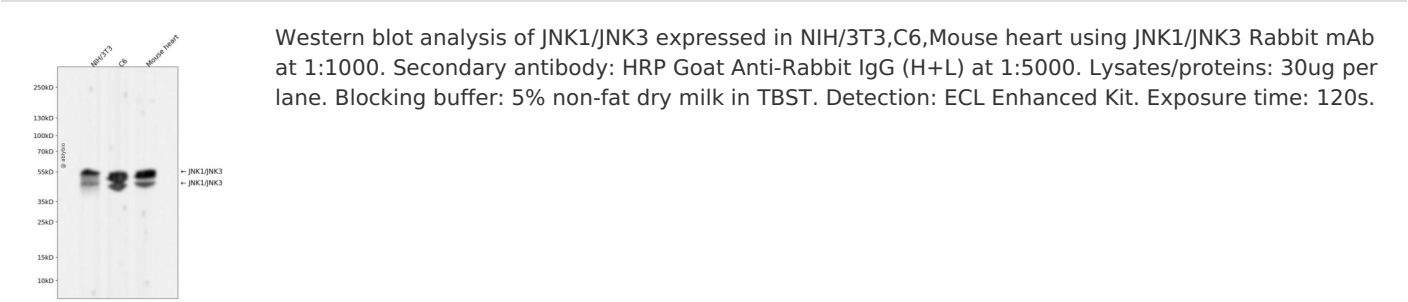 NIH/3T3 C6 Mouse heart
250kD
130kD
100kD
70kD
55kD
35kD
25kD
15kD
10kD
@ ablybio
← JNK1/JNK3
← JNK1/JNK3
Western blot analysis of JNK1/JNK3 expressed in NIH/3T3,C6,Mouse heart using JNK1/JNK3 Rabbit mAb
at 1:1000. Secondary antibody: HRP Goat Anti-Rabbit IgG (H+L) at 1:5000. Lysates/proteins: 30ug per
lane. Blocking buffer: 5% non-fat dry milk in TBST. Detection: ECL Enhanced Kit. Exposure time: 120s.